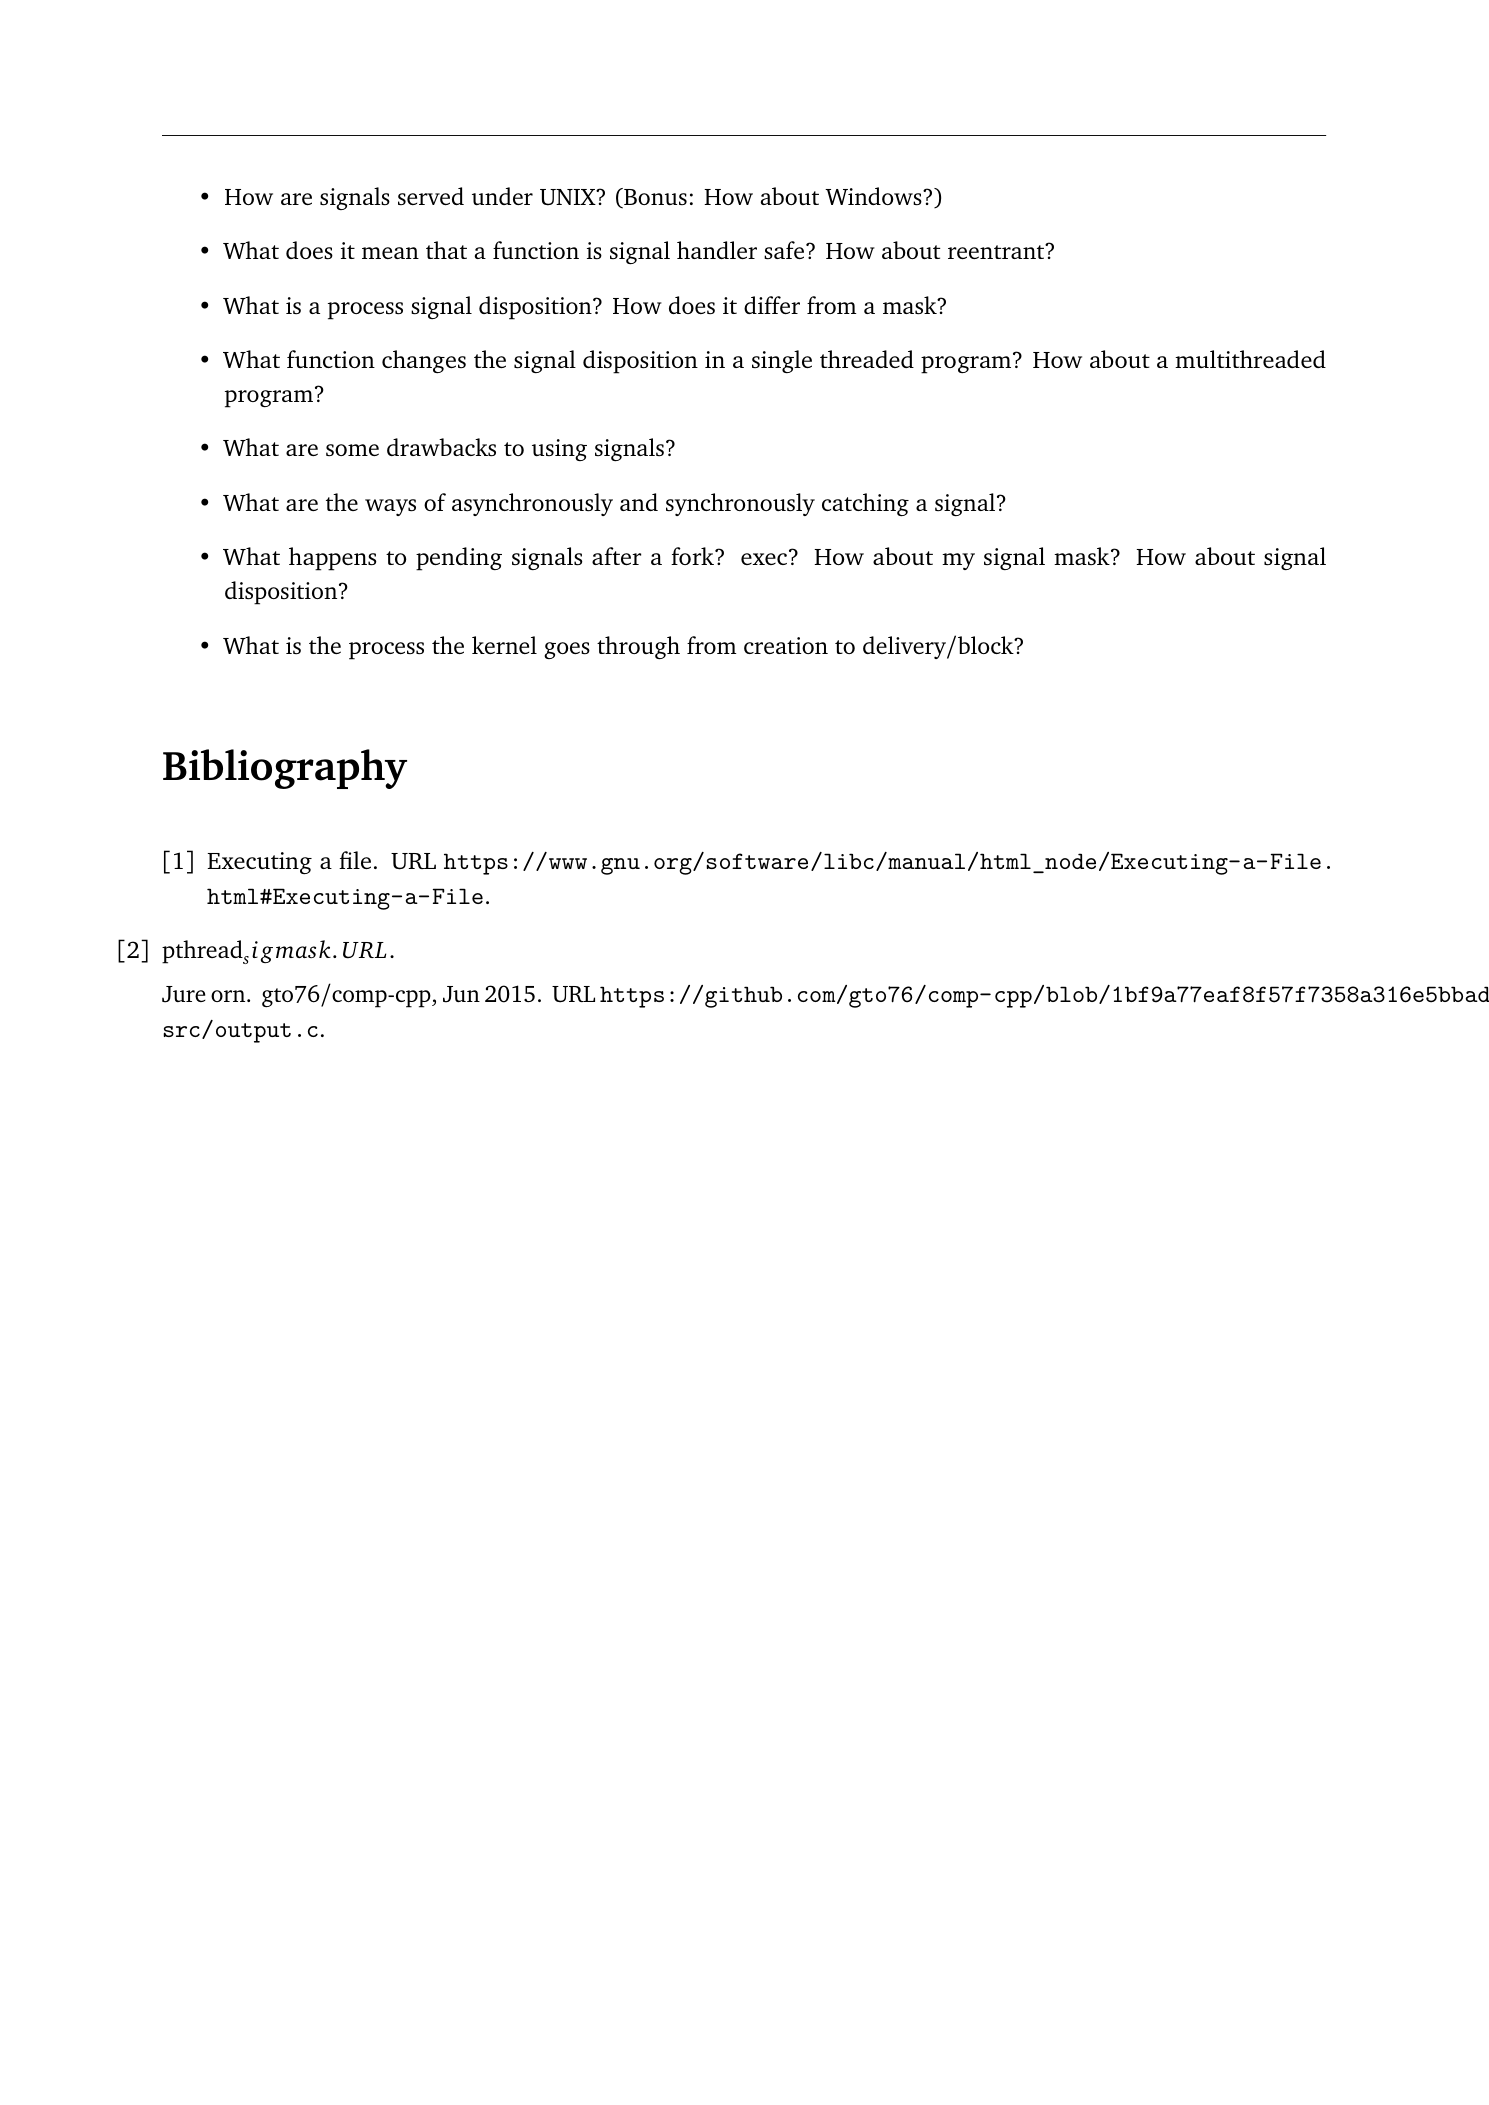 • How are signals served under UNIX? (Bonus: How about Windows?)
• What does it mean that a function is signal handler safe? How about reentrant?
• What is a process signal disposition? How does it differ from a mask?
• What function changes the signal disposition in a single threaded program? How about a multithreaded
program?
• What are some drawbacks to using signals?
• What are the ways of asynchronously and synchronously catching a signal?
• What happens to pending signals after a fork? exec? How about my signal mask? How about signal
disposition?
• What is the process the kernel goes through from creation to delivery/block?
Bibliography
[1] Executing a file. URL https://www.gnu.org/software/libc/manual/html_node/Executing-a-File.
html#Executing-a-File.
[2] pthreadsigmask.URL.
Jure orn. gto76/comp-cpp, Jun 2015. URL https://github.com/gto76/comp-cpp/blob/1bf9a77eaf8f57f7358a316e5bbad
src/output.c.